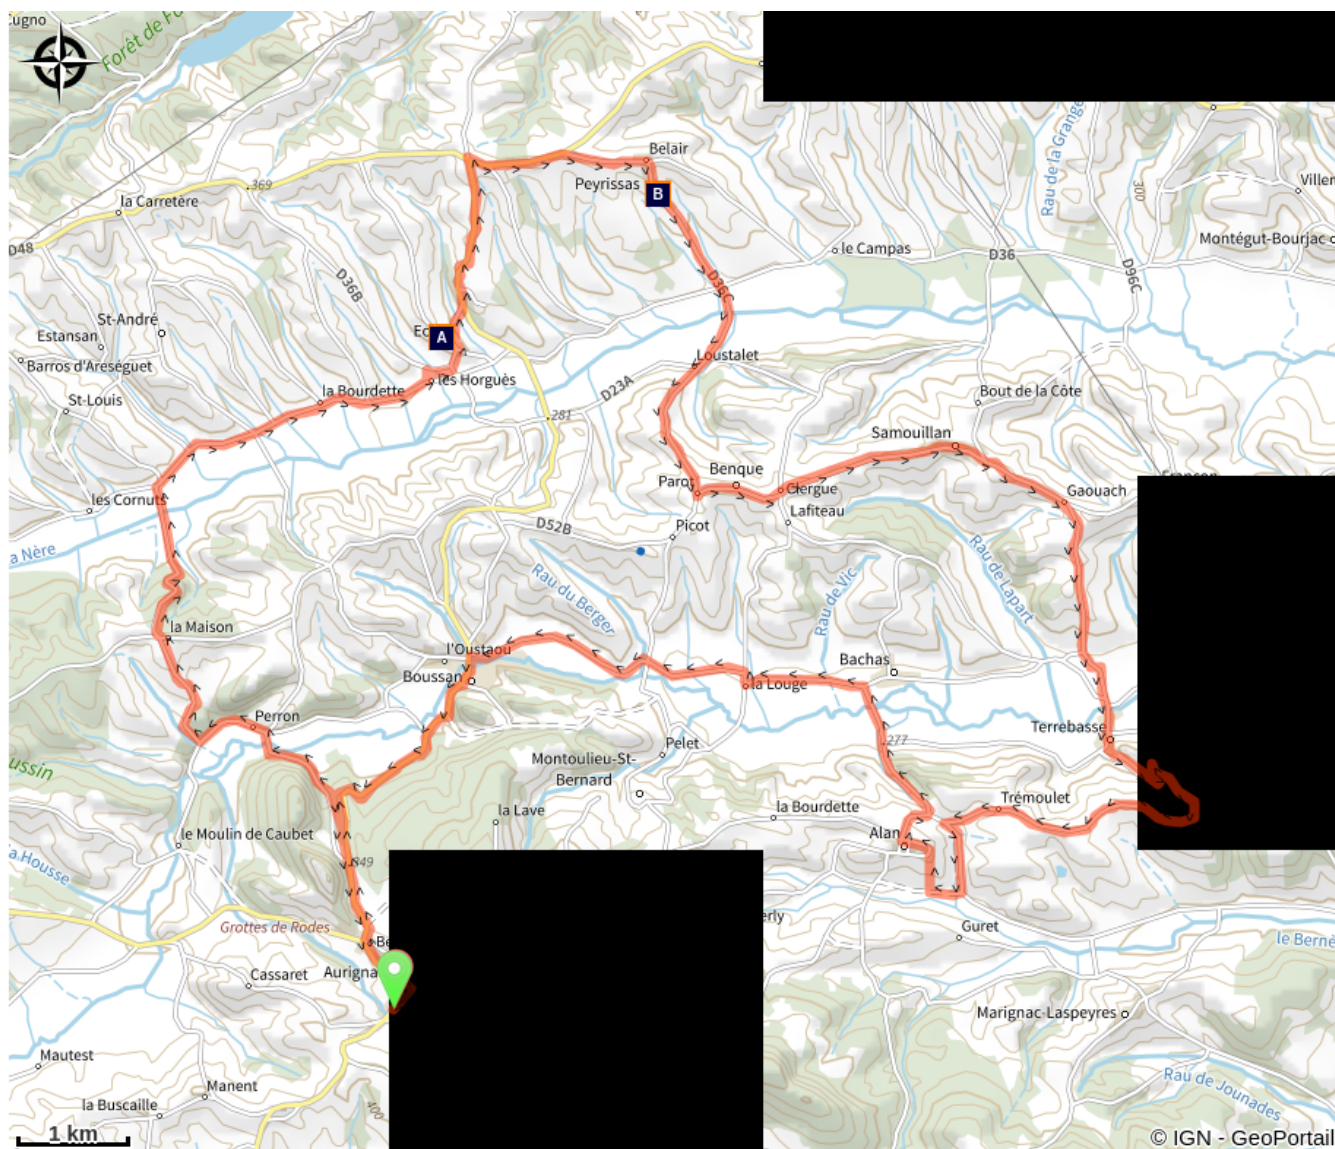 Forêt de
Belair
Peyrissas
B
369
la Carretère
D48
Rau de la Grange
300
Montégut-Bourjac
le Campas
D36
D96C
D36B
D36C
St-André
Estansan
A
Barros d'Areséguet
Loustalet
les Horguès
la Bourdette
D23A
St-Louis
281
Bout de la Côte
Samouillan
Benque
Parot
Clergue
Gaouach
les Cornuts
Lafiteau
D52B
Picot
la Nère
Rau du Berger
Rau de Vic
Rau de Lapart
la Maison
l'Oustaou
Boussan
Bachas
la Louge
Perron
Terrebasse
277
Pelet
Montoulieu-St-
Bernard
Trémoulet
la Bourdette
la Lave
le Moulin de Caubet
Alan
349
la Housse
Grottes de Rodes
Guret
Cassaret
Marignac-Laspeyres
Mautest
Manent
la Buscaille
400
Rau de Jounades
1 km
© IGN - GeoPortail